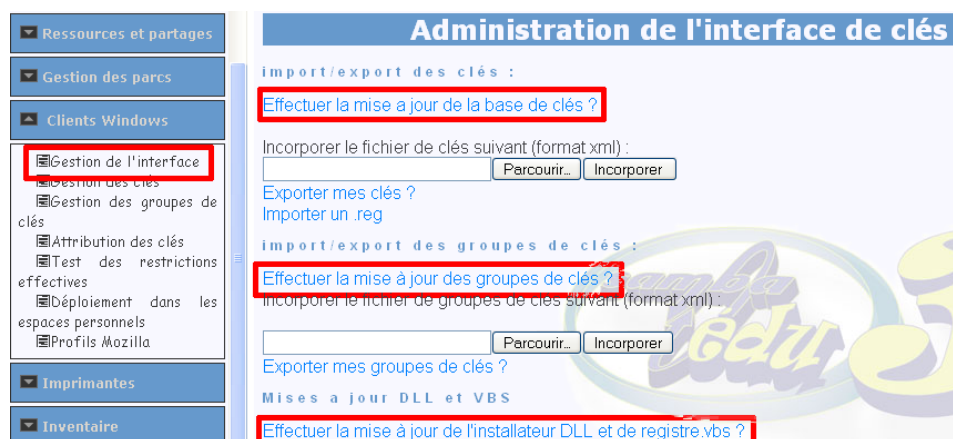 Ressources et partages
Gestion des parcs
Clients Windows
Gestion de l'interface
Gestion des clés
Gestion des groupes de
clés
Attribution des clés
Test des restrictions
effectives
Déploiement dans les
espaces personnels
Profils Mozilla
Imprimantes
Inventaire
Administration de l'interface de clés
import/export des clés :
Effectuer la mise a jour de la base de clés ?
Incorporer le fichier de clés suivant (format xml) :
Parcourir... Incorporer
Exporter mes clés ?
Importer un .reg
import/export des groupes de clés :
Effectuer la mise à jour des groupes de clés ?
Incorporer le fichier de groupes de clés suivant (format xml) :
Parcourir... Incorporer
Exporter mes groupes de clés ?
Mises a jour DLL et VBS
Effectuer la mise à jour de l'installateur DLL et de registre.vbs ?
samba
édu
3